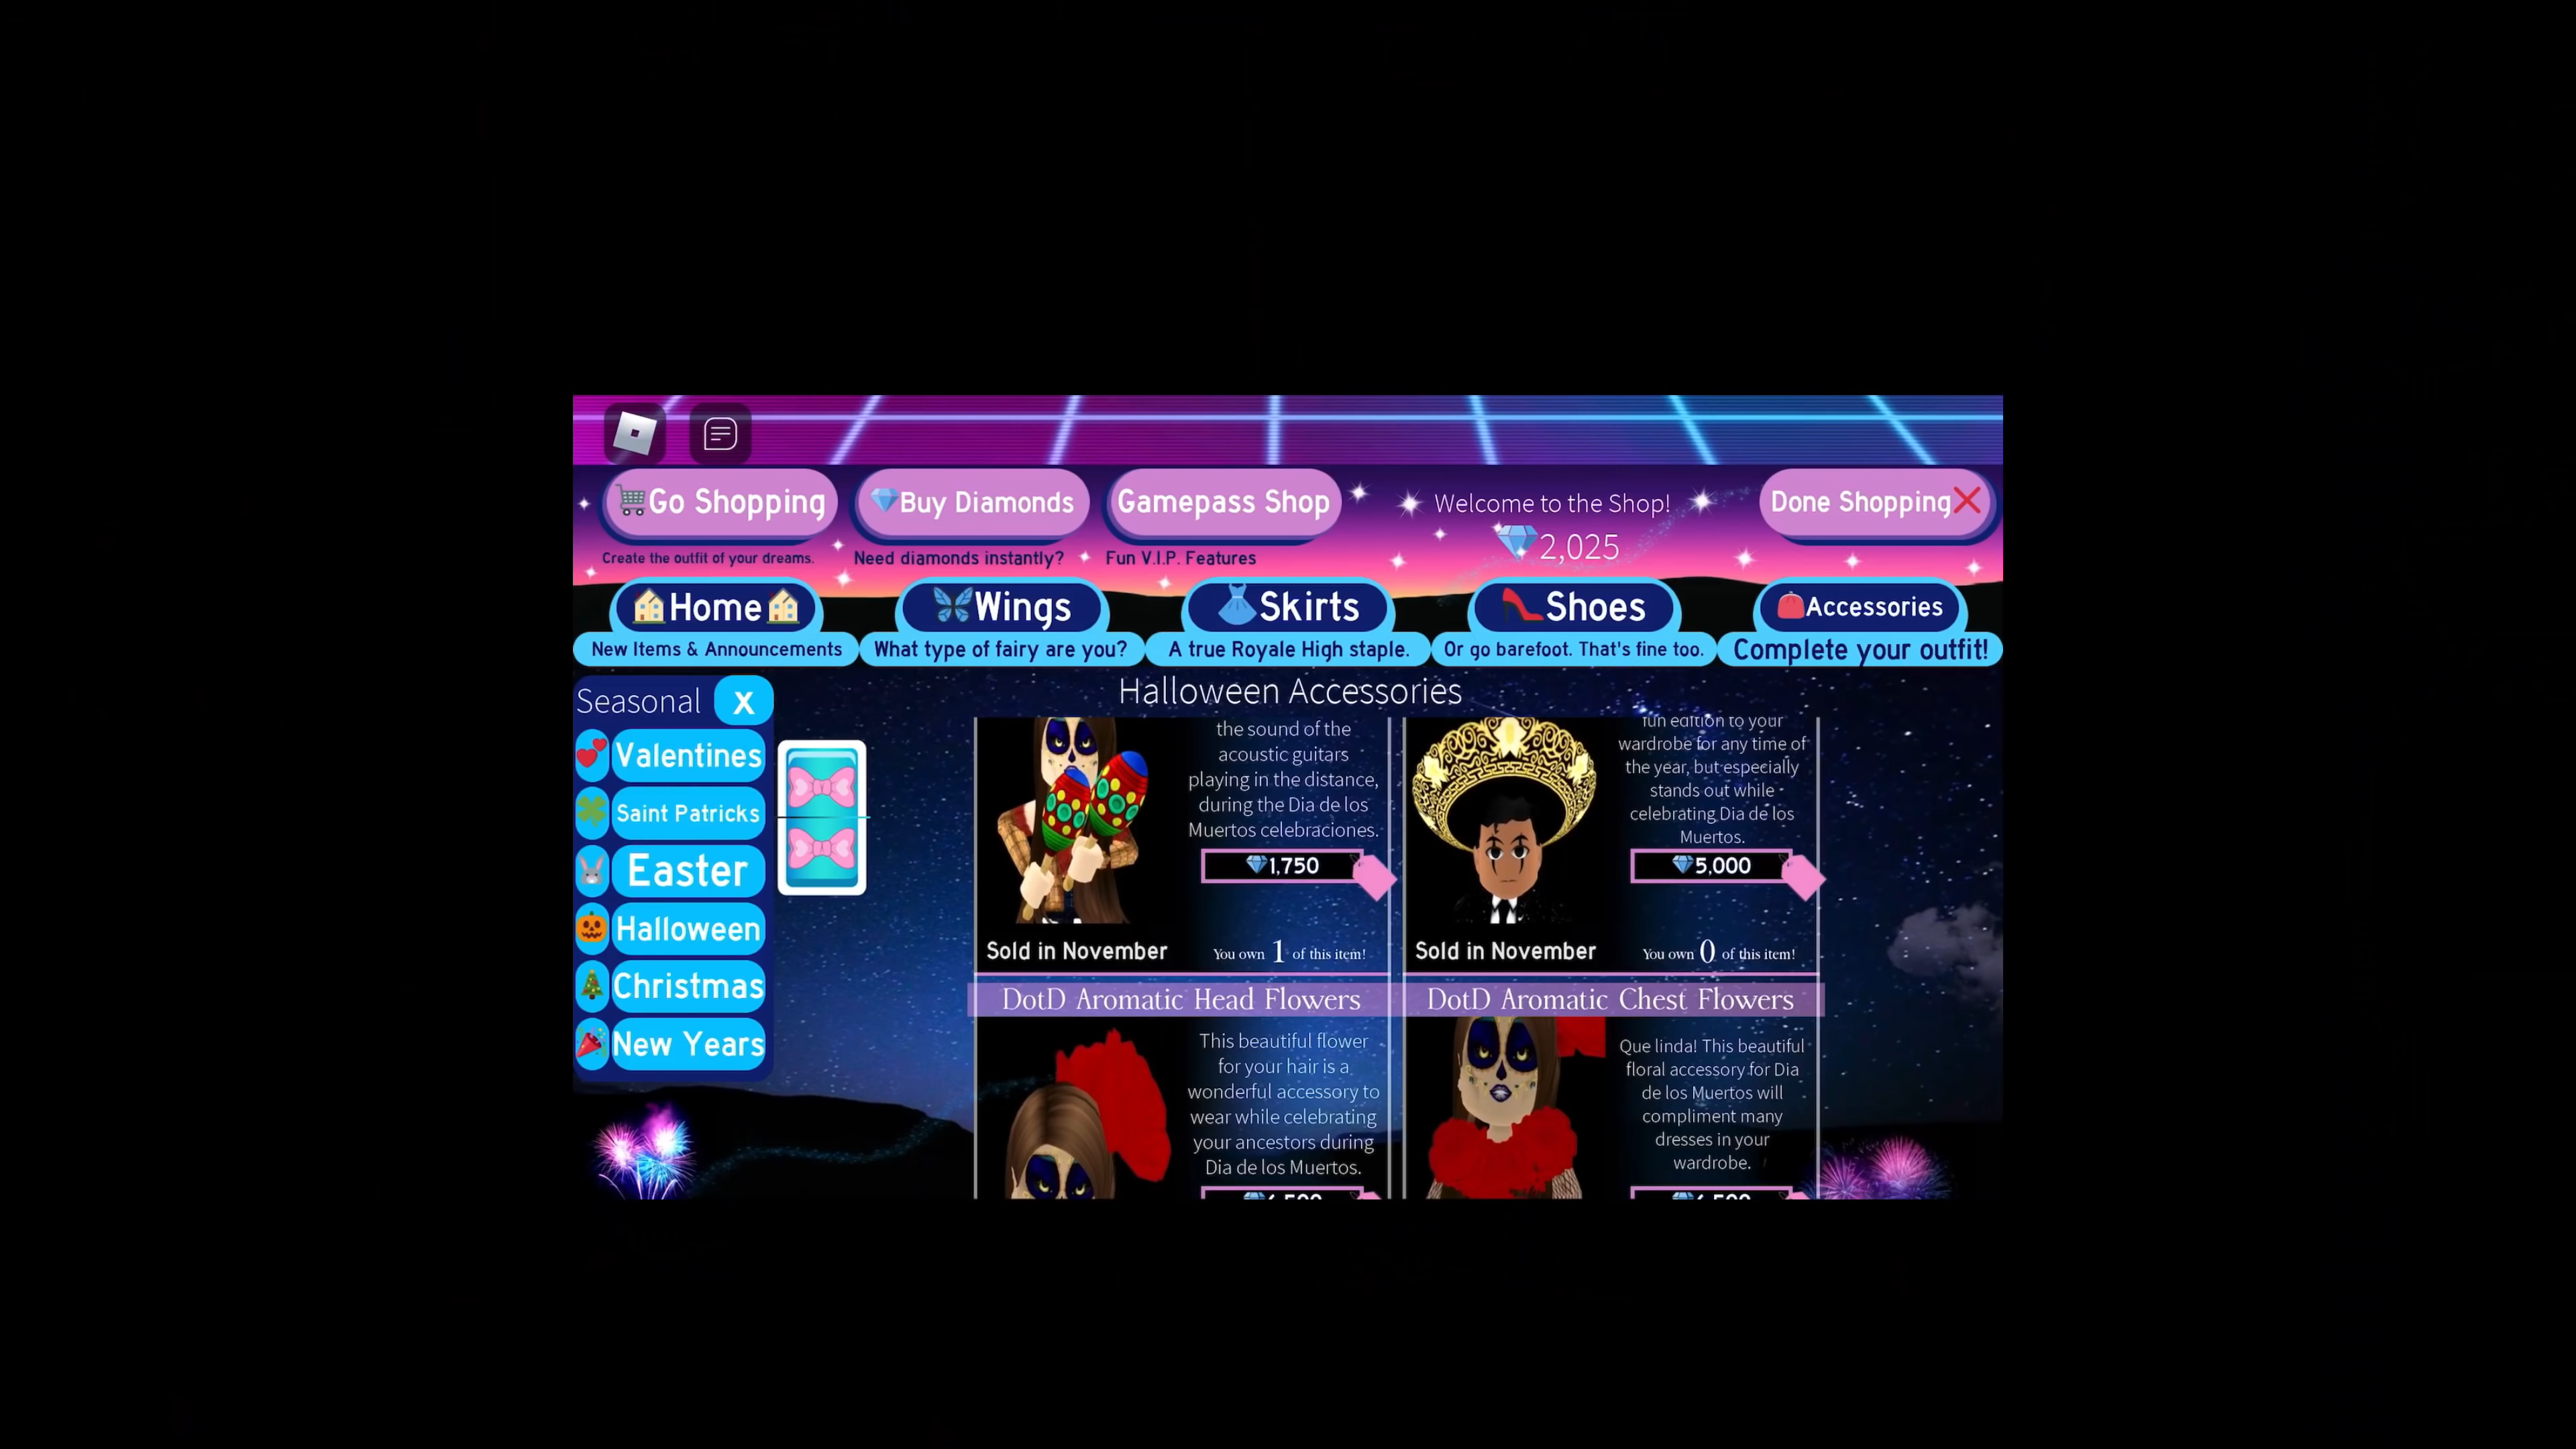 Go Shopping
Buy Diamonds
Gamepass Shop
Welcome to the Shop!
2,025
Done Shopping
Create the outfit of your dreams.
Need diamonds instantly?
Fun V.I.P. Features
Home
Wings
Skirts
Shoes
Accessories
New Items & Announcements
What type of fairy are you?
A true Royale High staple.
Or go barefoot. That's fine too.
Complete your outfit!
Seasonal
X
Valentines
Saint Patricks
Easter
Halloween
Christmas
New Years
Halloween Accessories
the sound of the
acoustic guitars
playing in the distance,
during the Dia de los
Muertos celebraciones.
1,750
Sold in November
You own 1 of this item!
fun edition to your
wardrobe for any time of
the year, but especially
stands out while
celebrating Dia de los
Muertos.
5,000
Sold in November
You own 0 of this item!
DotD Aromatic Head Flowers
This beautiful flower
for your hair is a
wonderful accessory to
wear while celebrating
your ancestors during
Dia de los Muertos.
DotD Aromatic Chest Flowers
Que linda! This beautiful
floral accessory for Dia
de los Muertos will
compliment many
dresses in your
wardrobe.